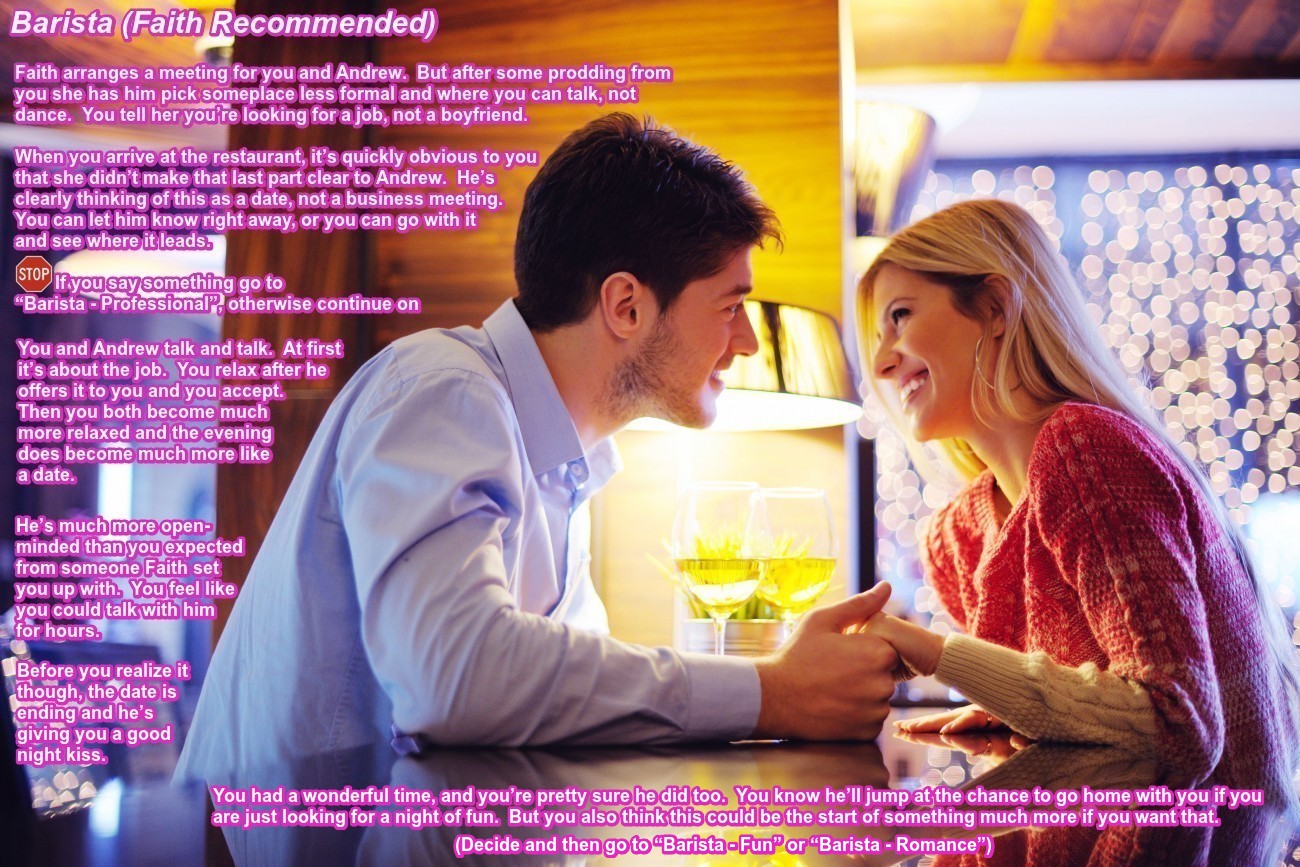 Barista (Faith Recommended)
Faith arranges a meeting for you and Andrew.  But after some prodding from
you she has him pick someplace less formal and where you can talk, not
dance.  You tell her you're looking for a job, not a boyfriend.
When you arrive at the restaurant, it's quickly obvious to you
that she didn't make that last part clear to Andrew.  He's
clearly thinking of this as a date, not a business meeting.
You can let him know right away, or you can go with it
and see where it leads.
STOP If you say something go to
"Barista - Professional", otherwise continue on
You and Andrew talk and talk.  At first
it's about the job.  You relax after he
offers it to you and you accept.
Then you both become much
more relaxed and the evening
does become much more like
a date.
He's much more open-
minded than you expected
from someone Faith set
you up with.  You feel like
you could talk with him
for hours.
Before you realize it
though, the date is
ending and he's
giving you a good
night kiss.
You had a wonderful time, and you're pretty sure he did too.  You know he'll jump at the chance to go home with you if you
are just looking for a night of fun.  But you also think this could be the start of something much more if you want that.
(Decide and then go to "Barista - Fun" or "Barista - Romance")